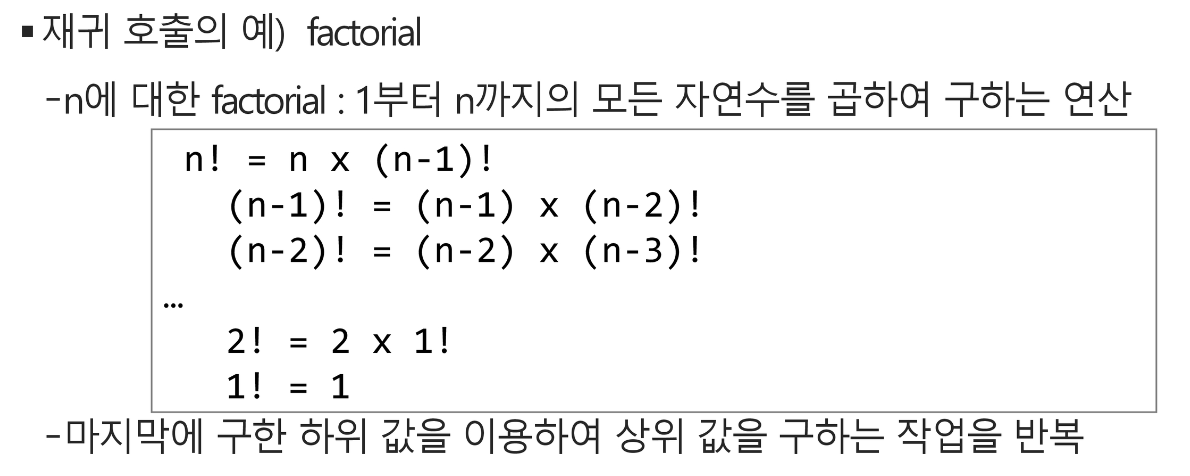 ▪ 재귀 호출의 예) factorial
-n에 대한 factorial : 1부터 n까지의 모든 자연수를 곱하여 구하는 연산
n! = n x (n-1)!
(n-1)! = (n-1) x (n-2)!
(n-2)! = (n-2) x (n-3)!
…
2! = 2 x 1!
1! = 1
-마지막에 구한 하위 값을 이용하여 상위 값을 구하는 작업을 반복